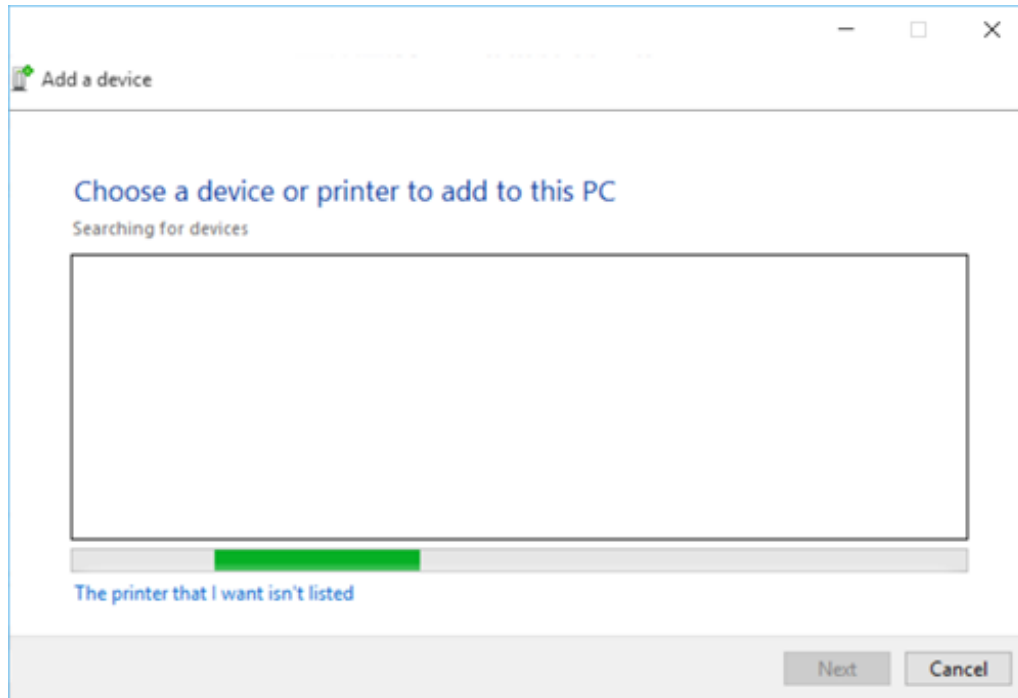 Add a device
Choose a device or printer to add to this PC
Searching for devices
The printer that I want isn't listed
Next
Cancel